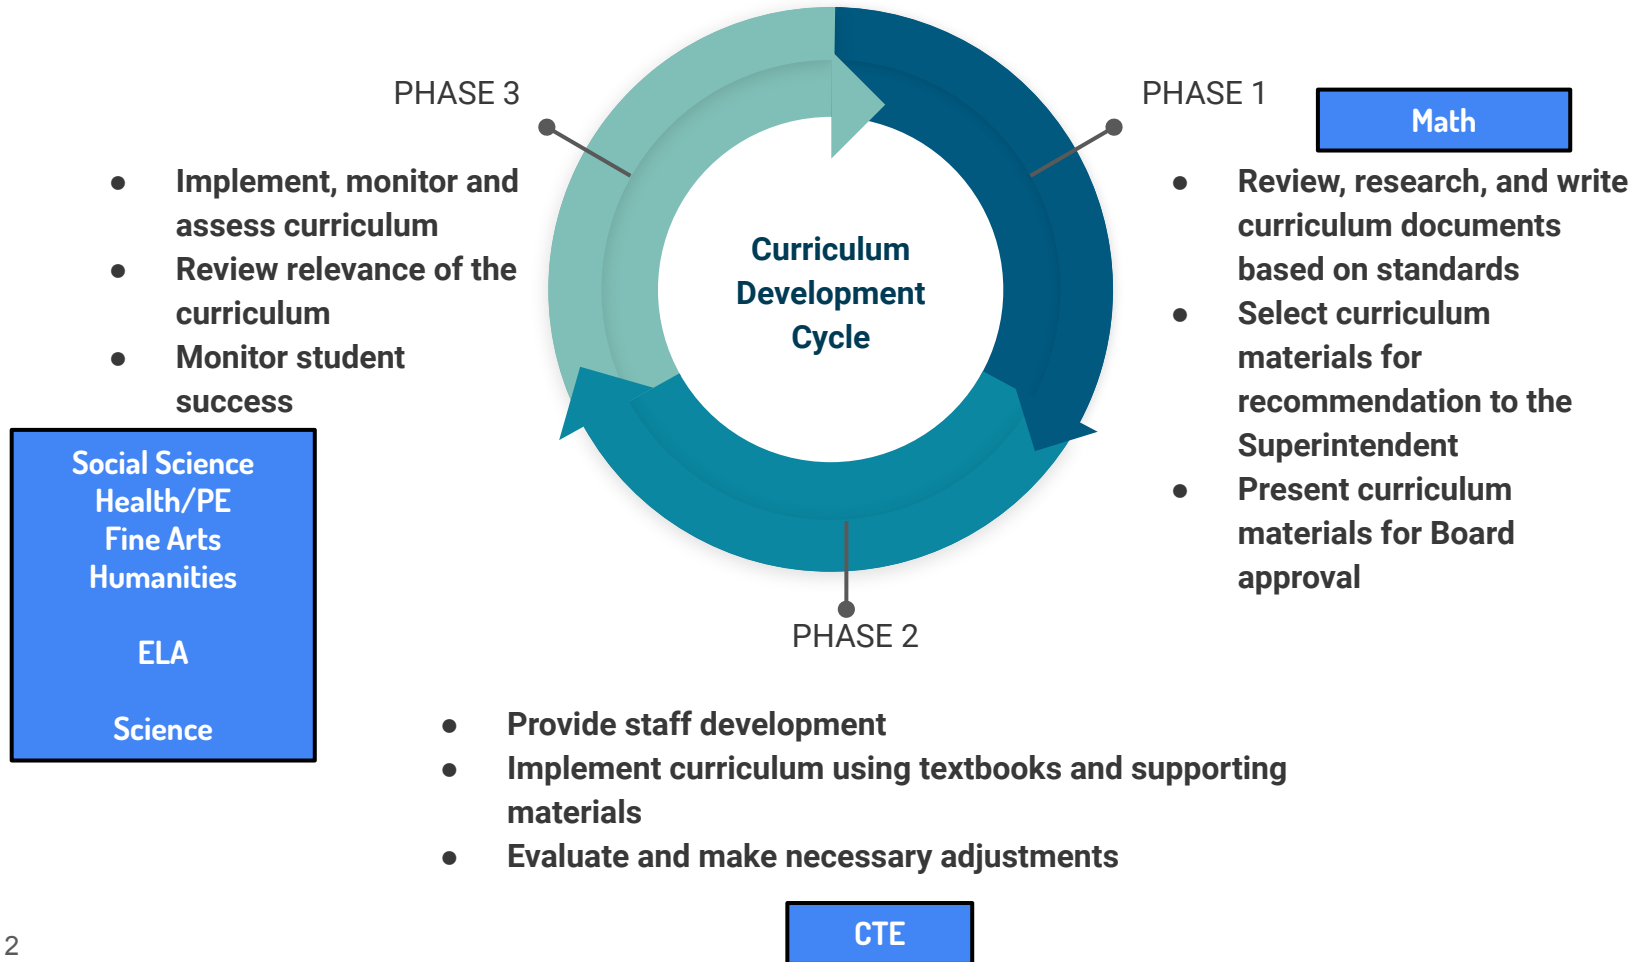 PHASE 3
● Implement, monitor and
assess curriculum
● Review relevance of the
curriculum
● Monitor student
success
Social Science
Health/PE
Fine Arts
Humanities
ELA
Science
Curriculum
Development
Cycle
PHASE 1
Math
● Review, research, and write
curriculum documents
based on standards
● Select curriculum
materials for
recommendation to the
Superintendent
● Present curriculum
materials for Board
approval
PHASE 2
● Provide staff development
● Implement curriculum using textbooks and supporting
materials
● Evaluate and make necessary adjustments
CTE
2